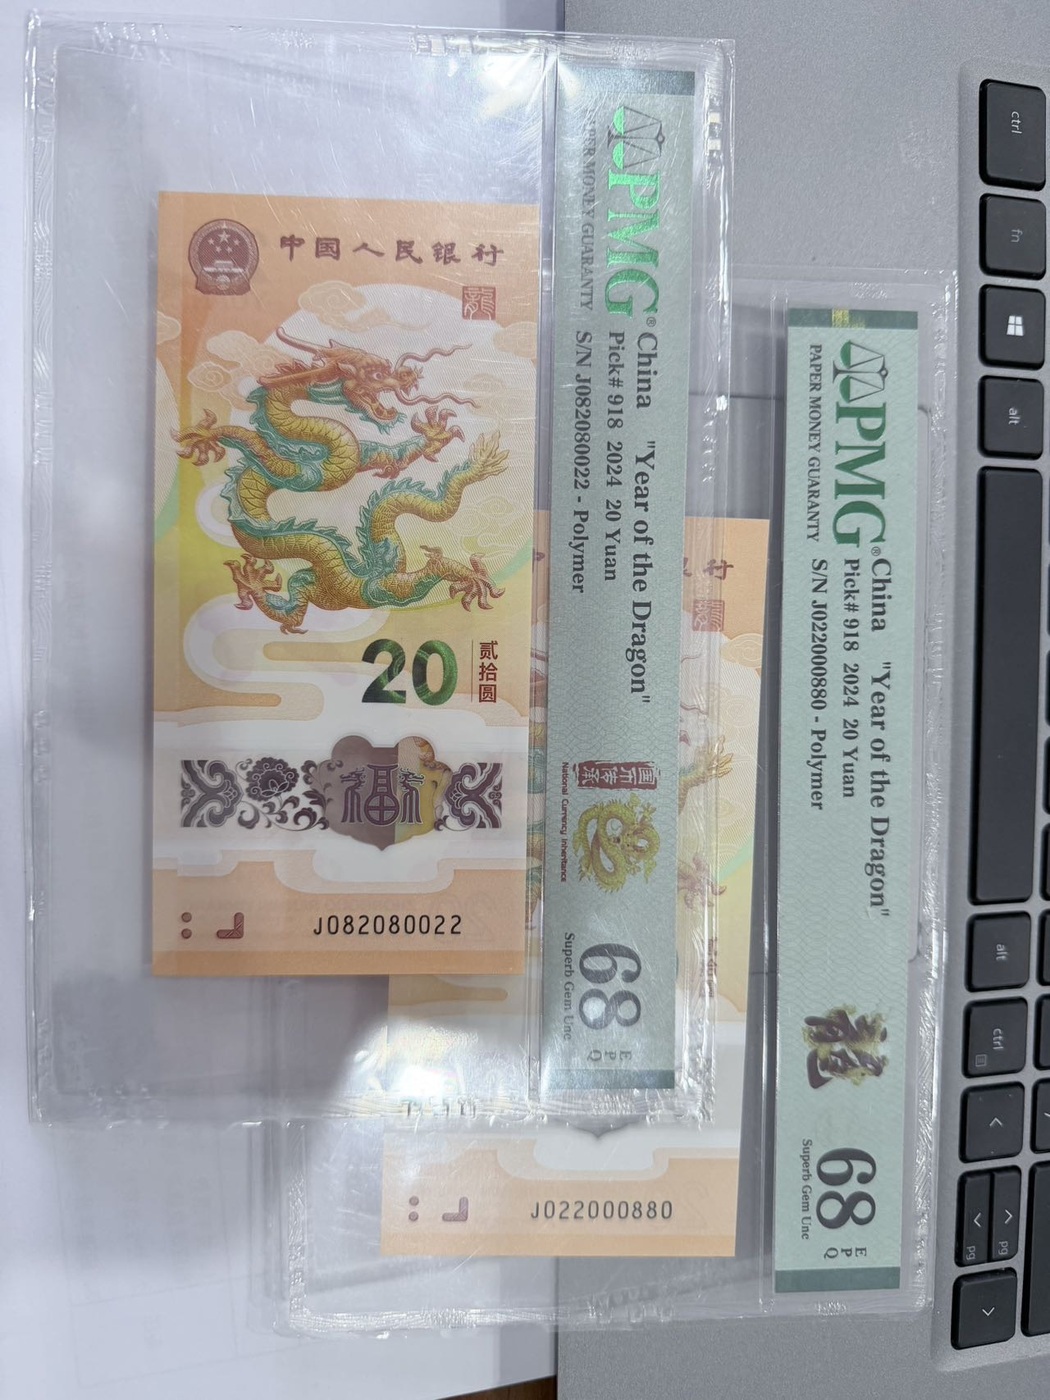 中国人民银行
20
贰拾圆
J082080022
PMG®
PAPER MONEY GUARANTY
China "Year of the Dragon"
Pick# 918 2024 20 Yuan
S/N J082080022 - Polymer
National Currency Inheritance
68
EPQ
Superb Gem Unc
行
J022000880
PMG®
PAPER MONEY GUARANTY
China "Year of the Dragon"
Pick# 918 2024 20 Yuan
S/N J022000880 - Polymer
福
68
EPQ
Superb Gem Unc
ctrl
fn
alt
alt
ctrl
pg
pg